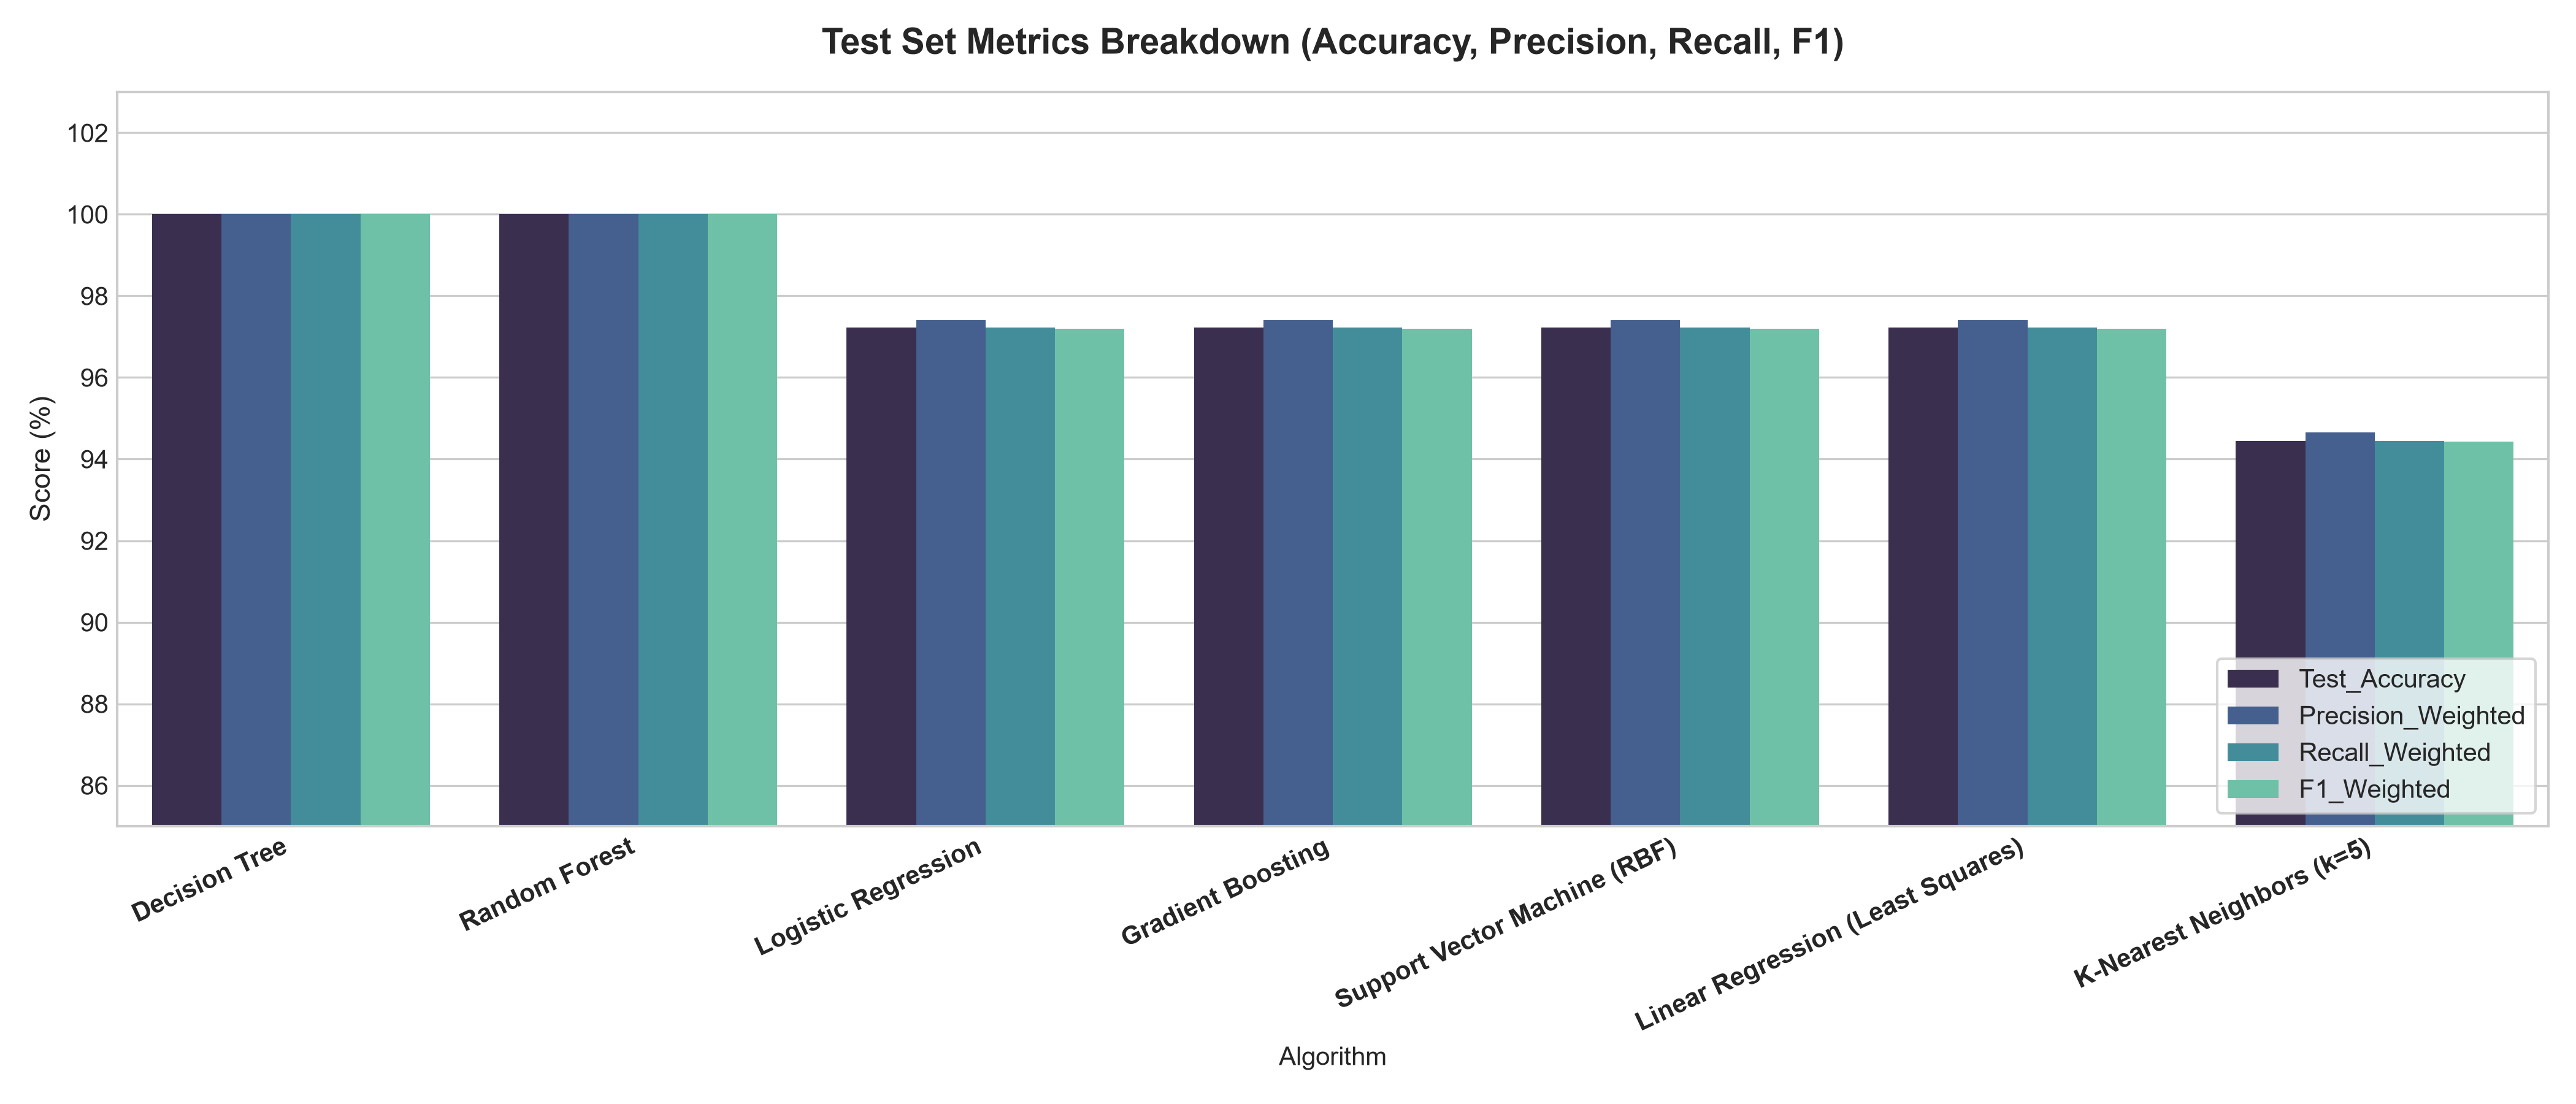 Test Set Metrics Breakdown (Accuracy, Precision, Recall, F1)
Score (%)
102
100
98
96
94
92
90
88
86
Test_Accuracy
Precision_Weighted
Recall_Weighted
F1_Weighted
Decision Tree
Random Forest
Logistic Regression
Gradient Boosting
Support Vector Machine (RBF)
Linear Regression (Least Squares)
K-Nearest Neighbors (k=5)
Algorithm